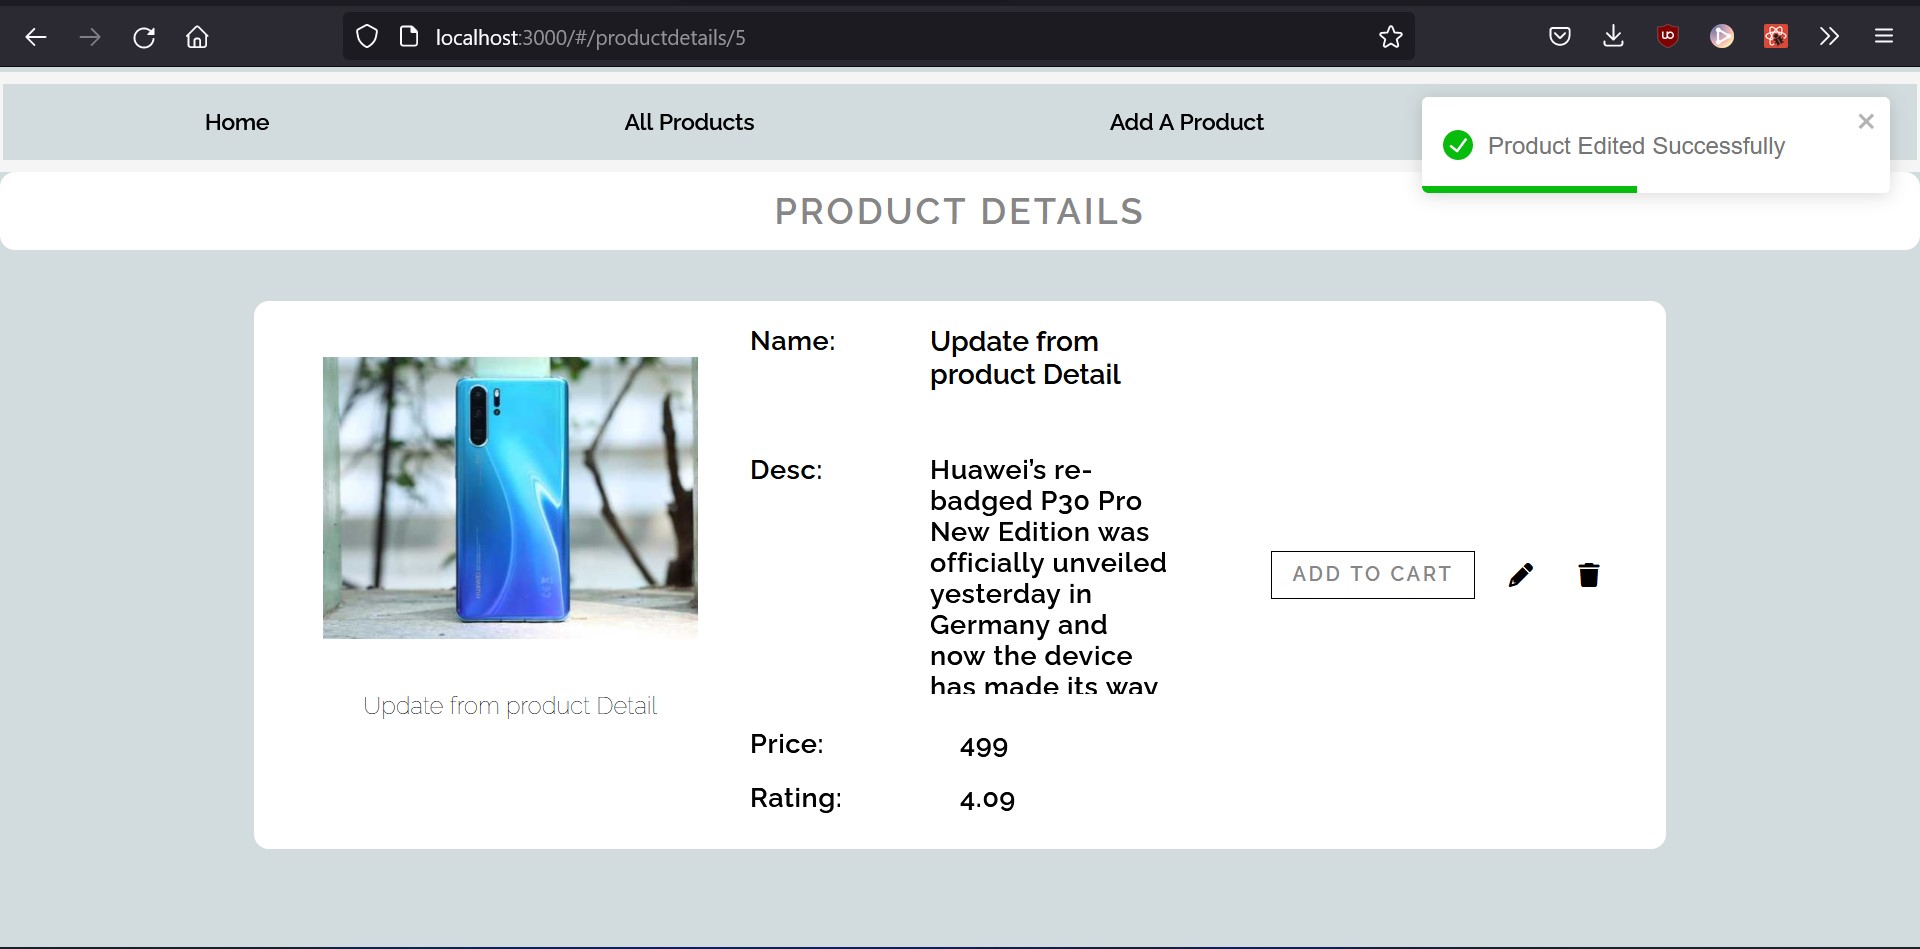 localhost:3000/#/productdetails/5
Home
All Products
Add A Product
Product Edited Successfully
PRODUCT DETAILS
Name:
Update from
product Detail
Desc:
Huawei’s re-
badged P30 Pro
New Edition was
officially unveiled
yesterday in
Germany and
now the device
has made its way
ADD TO CART
Update from product Detail
Price:
499
Rating:
4.09